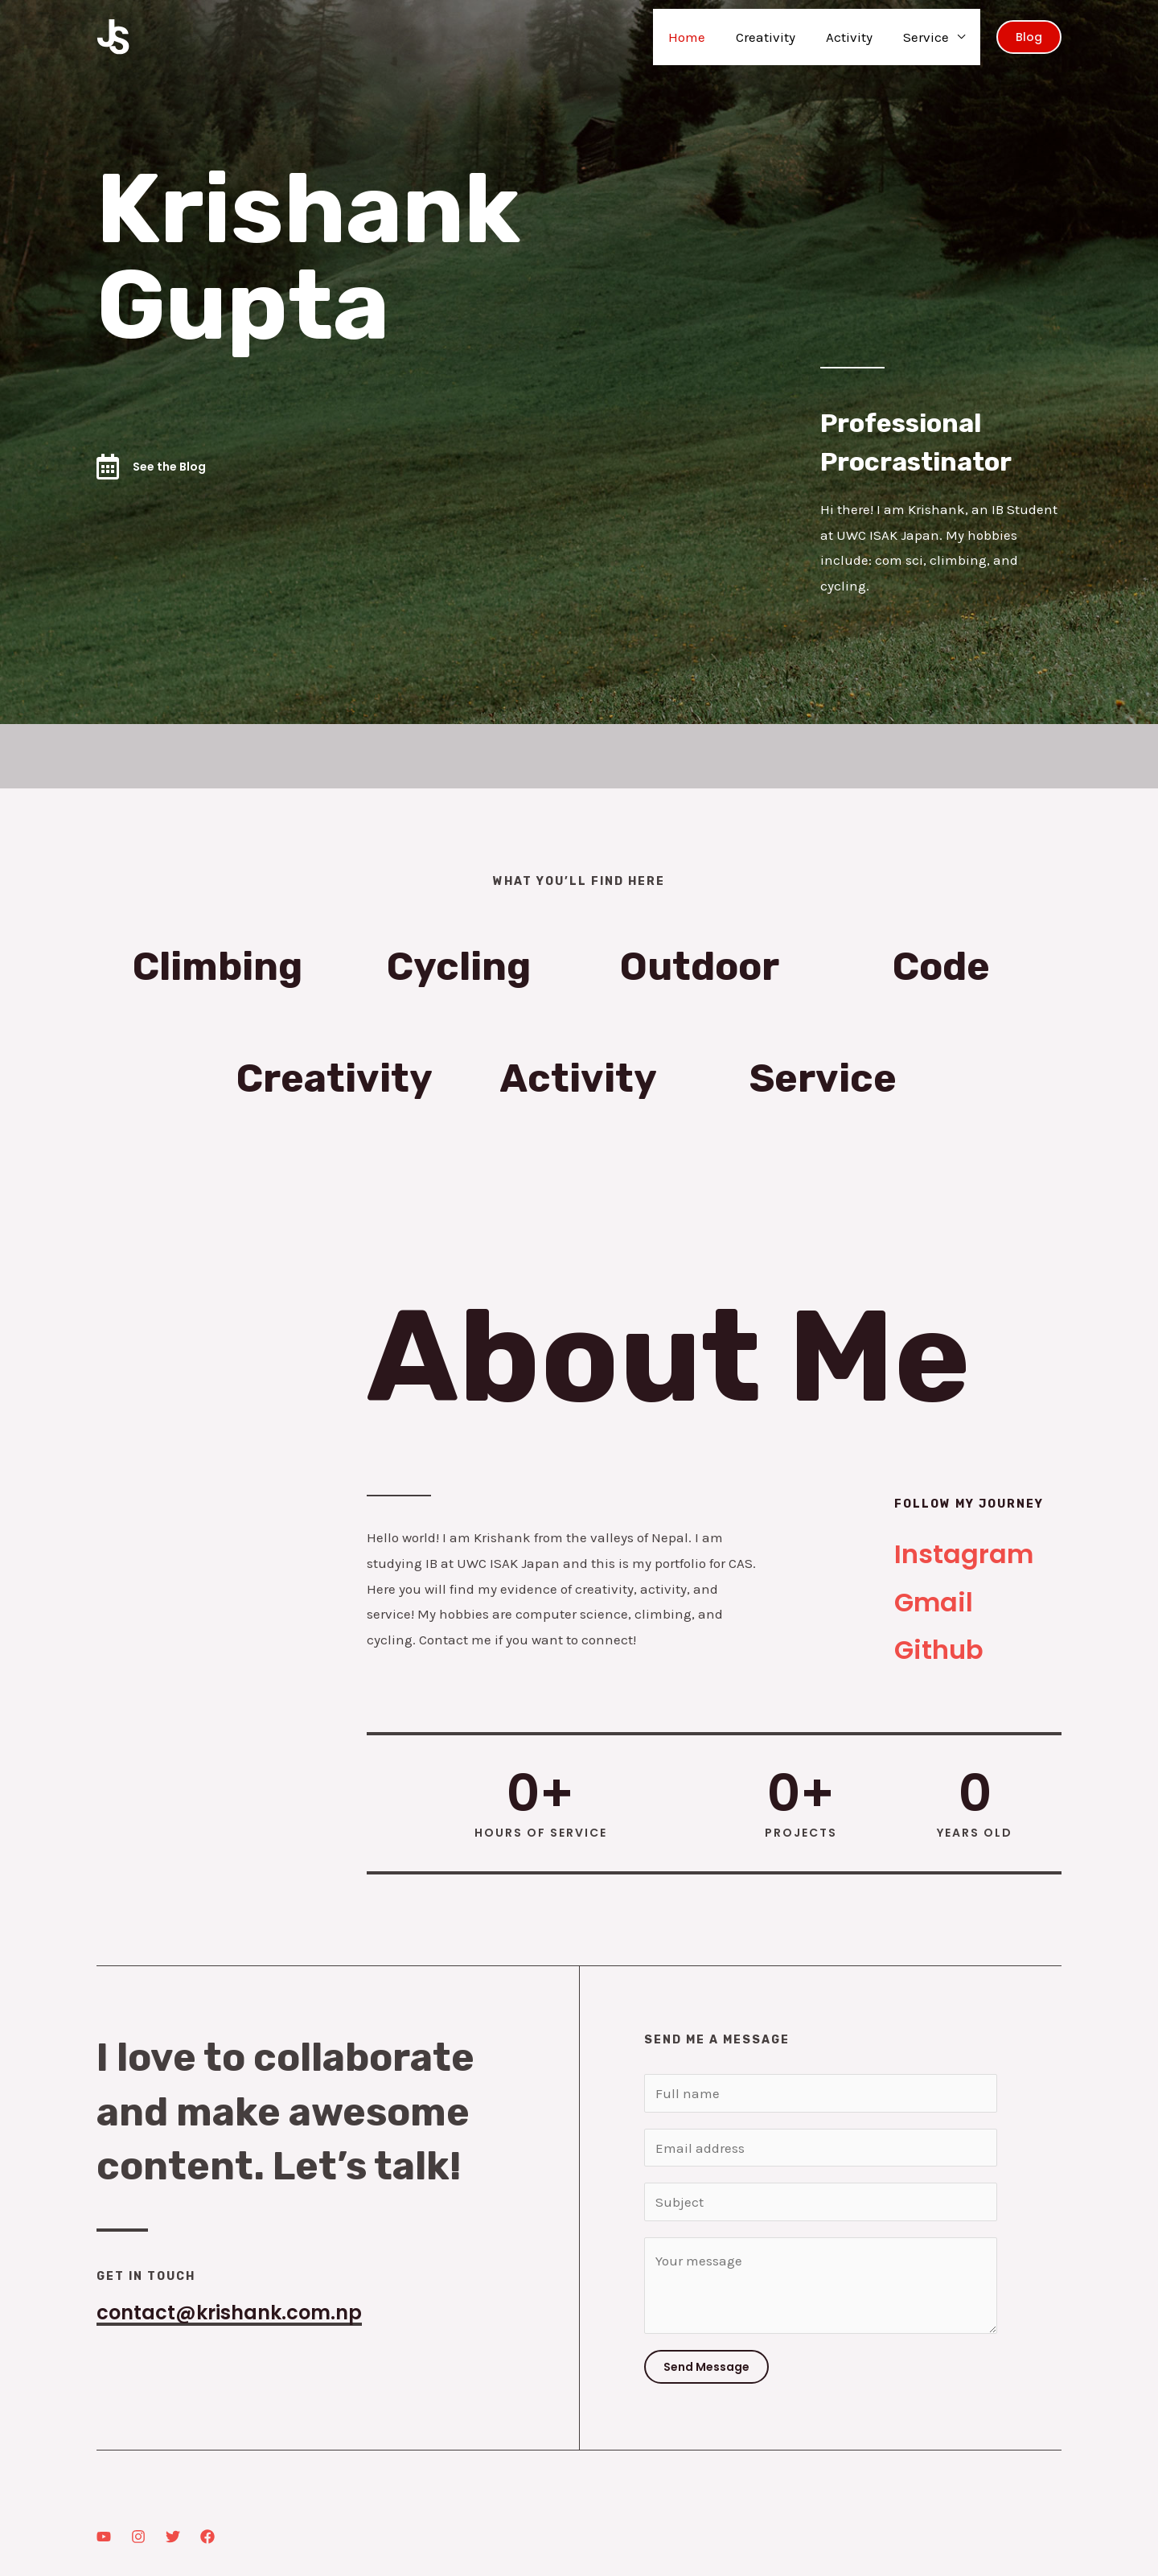 JS
Home Creativity Activity Service Blog
Krishank
Gupta
See the Blog
Professional
Procrastinator
Hi there! I am Krishank, an IB Student
at UWC ISAK Japan. My hobbies
include: com sci, climbing, and
cycling.
WHAT YOU’LL FIND HERE
Climbing Cycling Outdoor Code
Creativity Activity Service
About Me
Hello world! I am Krishank from the valleys of Nepal. I am
studying IB at UWC ISAK Japan and this is my portfolio for CAS.
Here you will find my evidence of creativity, activity, and
service! My hobbies are computer science, climbing, and
cycling. Contact me if you want to connect!
FOLLOW MY JOURNEY
Instagram
Gmail
Github
0+ 0+ 0
HOURS OF SERVICE PROJECTS YEARS OLD
I love to collaborate
and make awesome
content. Let’s talk!
GET IN TOUCH
contact@krishank.com.np
SEND ME A MESSAGE
Full name
Email address
Subject
Your message
Send Message